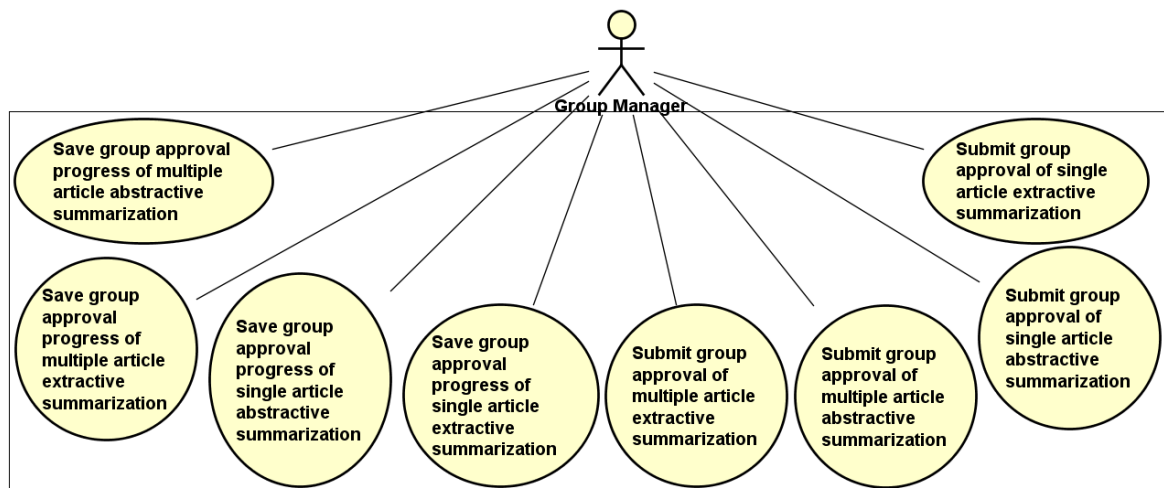 Group Manager
Save group approval
progress of multiple
article abstractive
summarization
Submit group
approval of single
article extractive
summarization
Save group
approval
progress of
multiple article
extractive
summarization
Save group
approval
progress of
single article
abstractive
summarization
Save group
approval
progress of
single article
extractive
summarization
Submit group
approval of
multiple article
extractive
summarization
Submit group
approval of
multiple article
abstractive
summarization
Submit group
approval of
single article
abstractive
summarization